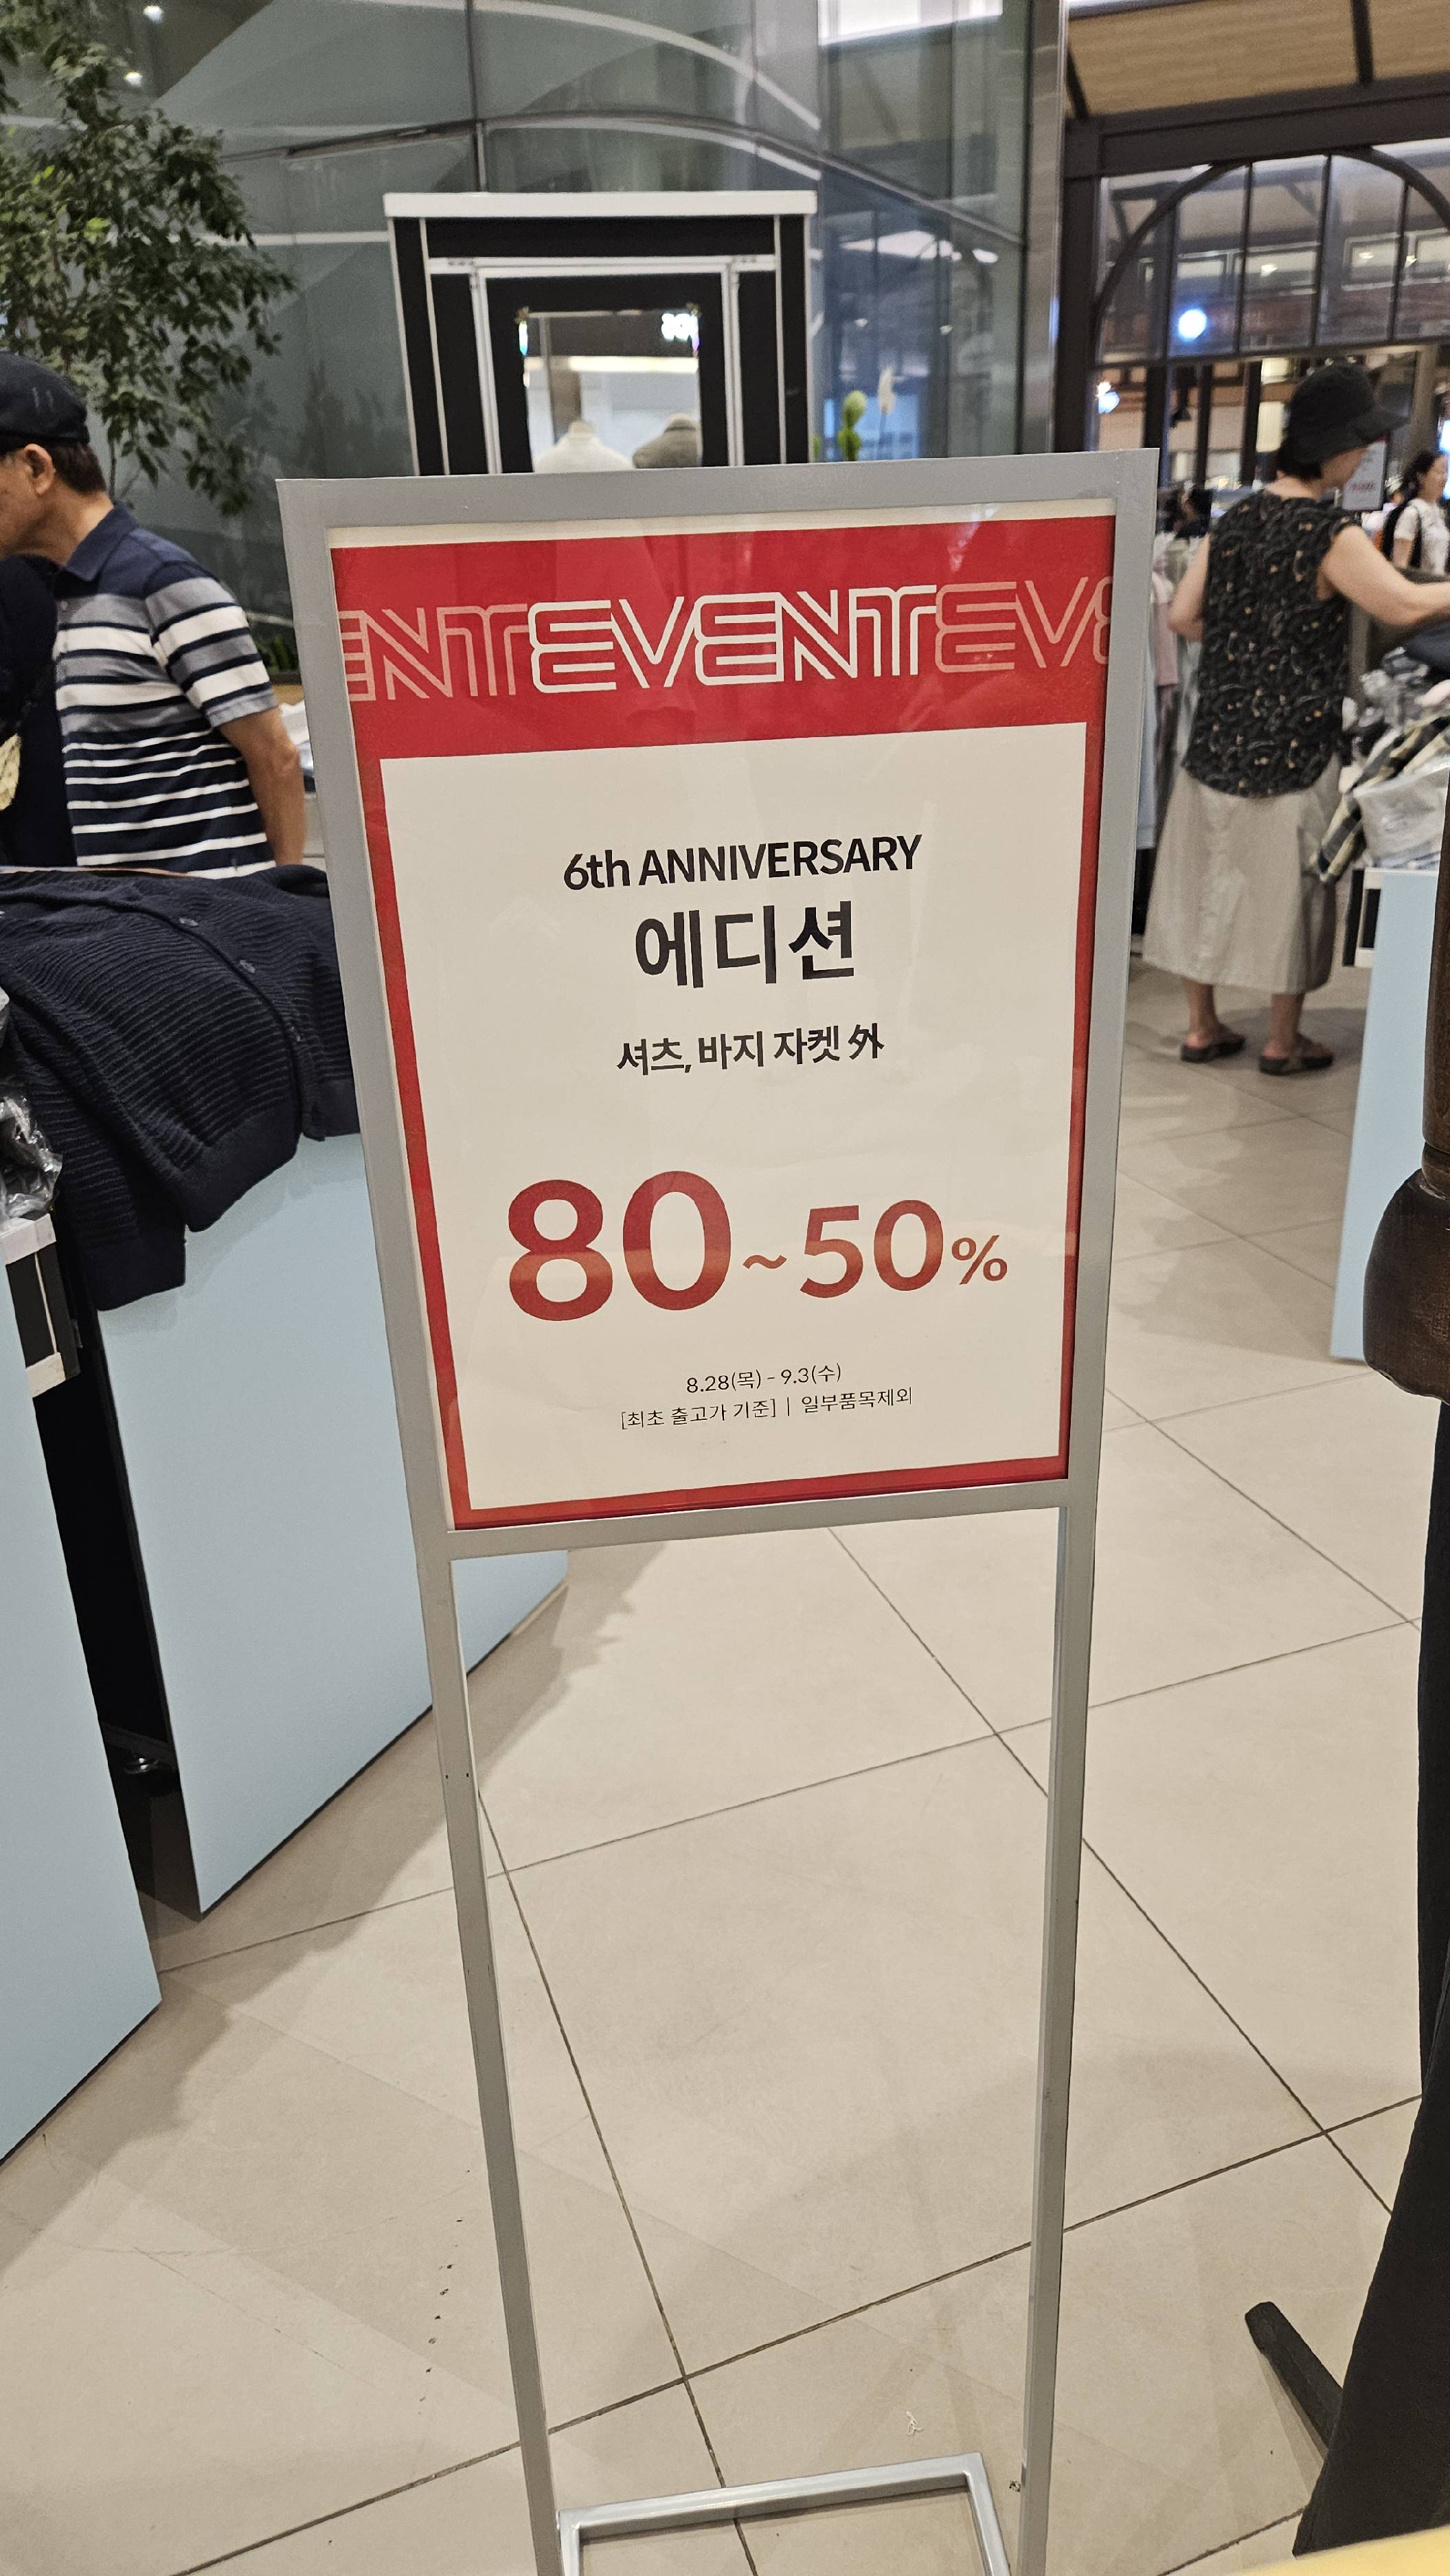 ENTEVENTEVE
6th ANNIVERSARY
에디션
셔츠, 바지 자켓 外
80~50%
8.28(목) - 9.3(수)
[최초 출고가 기준] | 일부품목제외